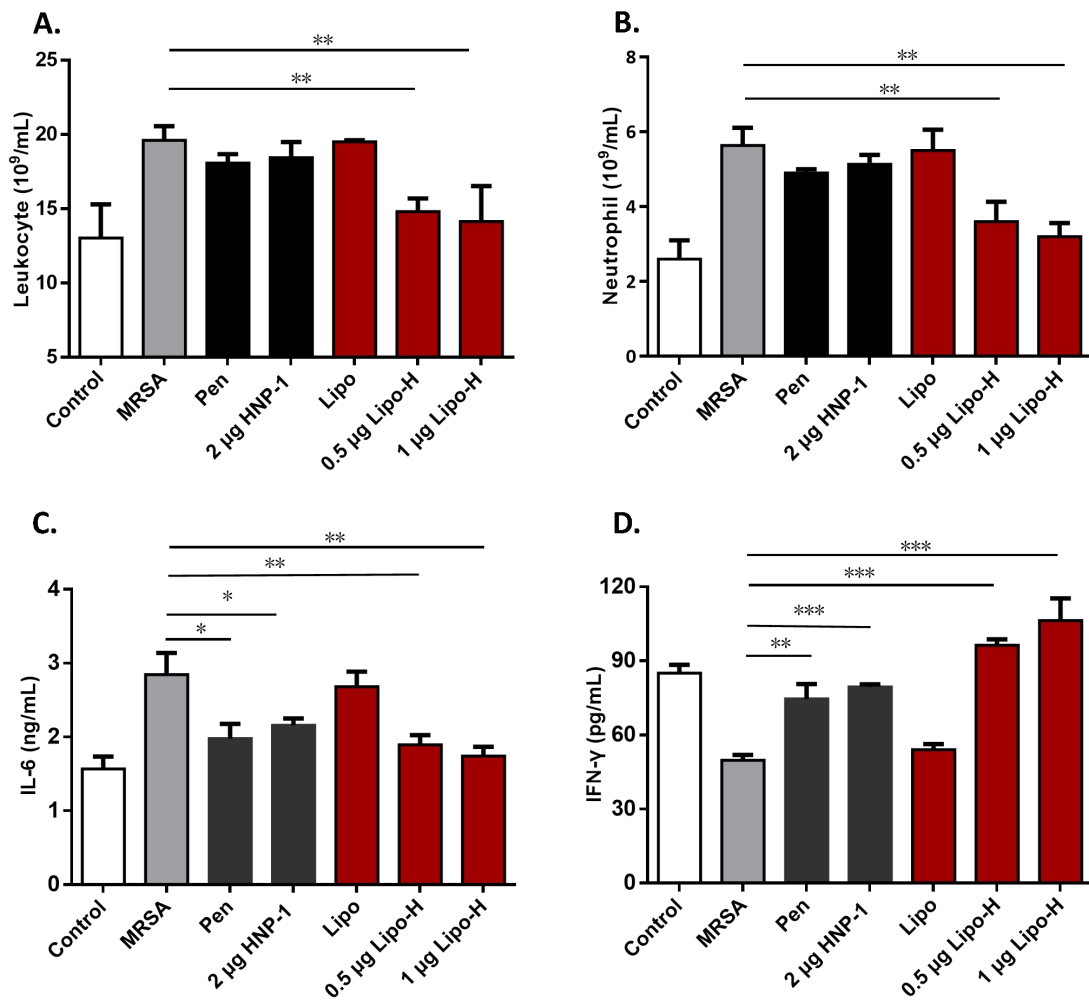 A.
**
**
25
20
15
10
5
Leukocyte (10⁹/mL)
Control
MRSA
Pen
2 µg HNP-1
Lipo
0.5 µg Lipo-H
1 µg Lipo-H
B.
**
**
8
6
4
2
0
Neutrophil (10⁹/mL)
Control
MRSA
Pen
2 µg HNP-1
Lipo
0.5 µg Lipo-H
1 µg Lipo-H
C.
**
**
*
*
4
3
2
1
0
IL-6 (ng/mL)
Control
MRSA
Pen
2 µg HNP-1
Lipo
0.5 µg Lipo-H
1 µg Lipo-H
D.
***
***
***
**
120
90
60
30
0
IFN-γ (pg/mL)
Control
MRSA
Pen
2 µg HNP-1
Lipo
0.5 µg Lipo-H
1 µg Lipo-H